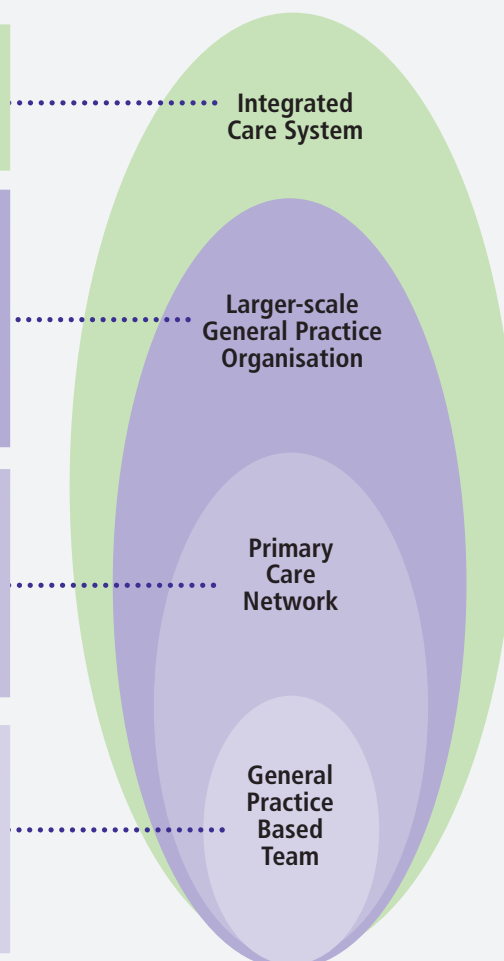 Integrated
Care System
Larger-scale
General Practice
Organisation
Primary
Care
Network
General
Practice
Based
Team